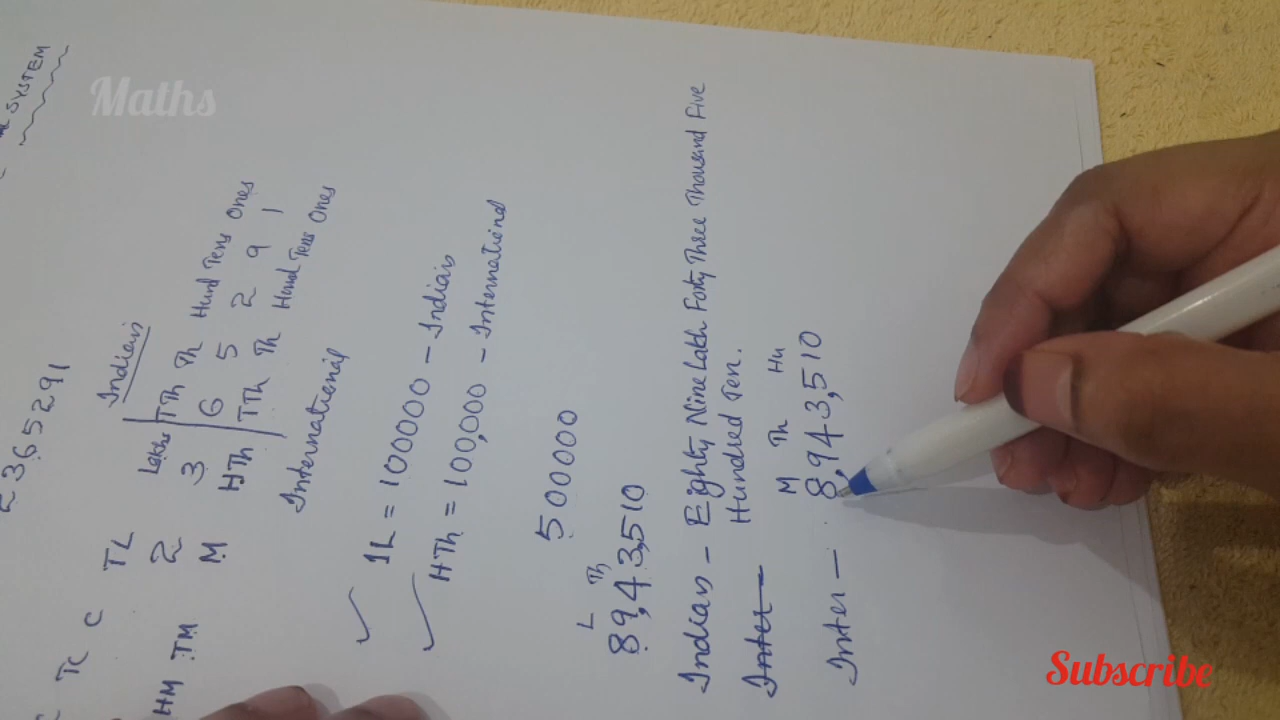 Maths
SYSTEM
2365291
Indian
TC C TL Lakhs TTh Th Hund Tens Ones
2 3 6 5 2 9 1
HM TM M HTh TTh Th Hund Tens Ones
International
1L = 100000 - Indian
HTh = 100,000 - International
500000
L Th
89,43,510
Indian - Eighty Nine Lakh Forty Three Thousand Five
Hundred Ten.
Inter
M Th Hu
Inter - 8,943,510
Subscribe